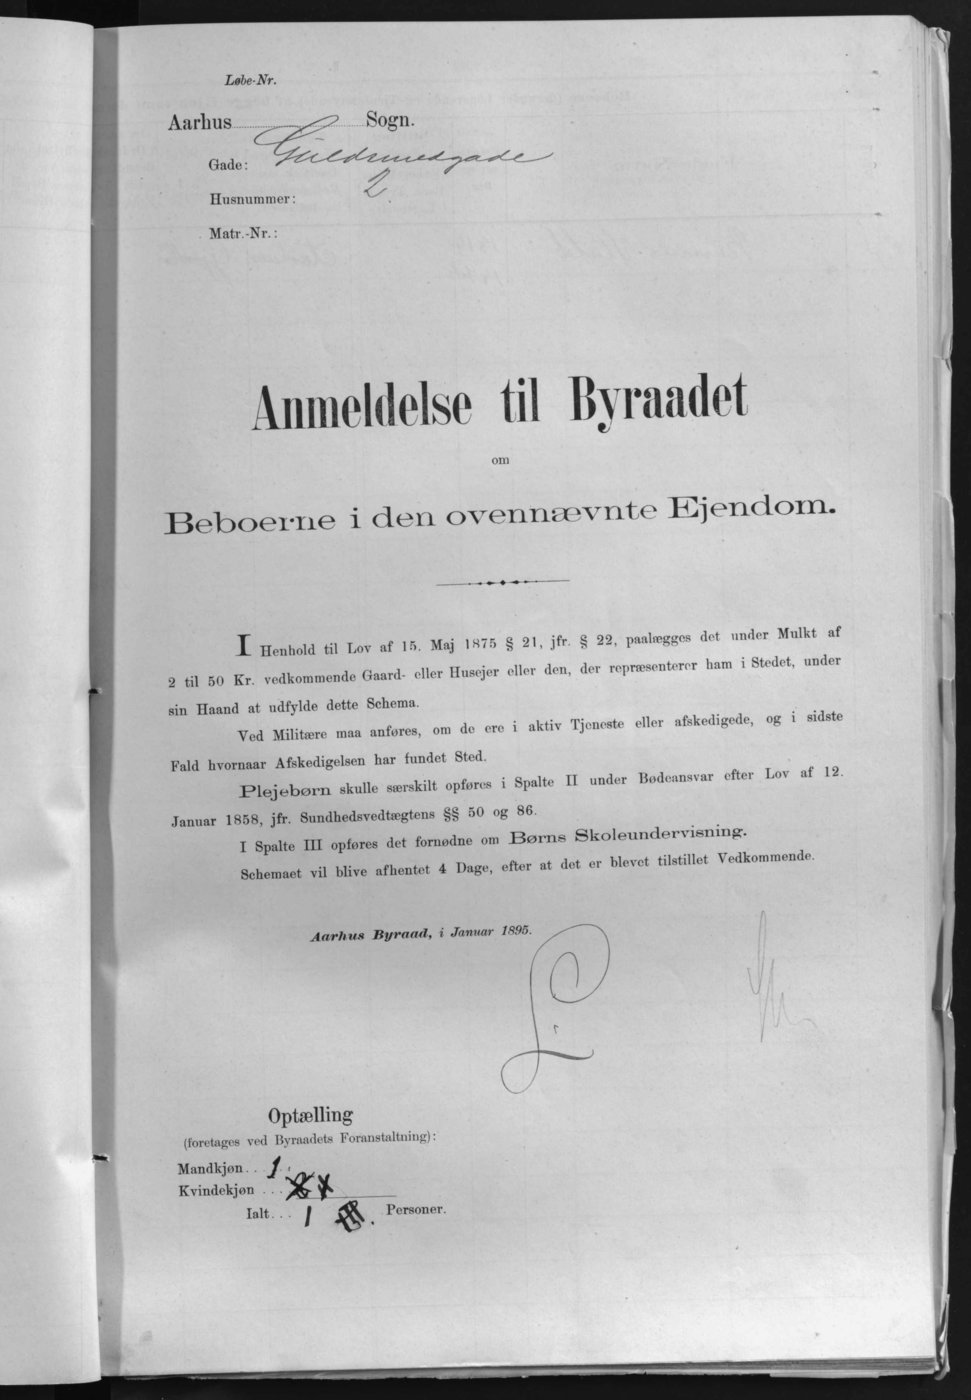 Løbe-Nr.
Aarhus Sogn.
Gade: Guldsmedgade
Husnummer: 2
Matr.-Nr.:
Anmeldelse til Byraadet
om
Beboerne i den ovennævnte Ejendom.
I Henhold til Lov af 15. Maj 1875 § 21, jfr. § 22, paalægges det under Mulkt af
2 til 50 Kr. vedkommende Gaard- eller Husejer eller den, der repræsenterer ham i Stedet, under
sin Haand at udfylde dette Schema.
Ved Militære maa anføres, om de ere i aktiv Tjeneste eller afskedigede, og i sidste
Fald hvornaar Afskedigelsen har fundet Sted.
Plejebørn skulle særskilt opføres i Spalte II under Bødeansvar efter Lov af 12.
Januar 1858, jfr. Sundhedsvedtægtens §§ 50 og 86.
I Spalte III opføres det fornødne om Børns Skoleundervisning.
Schemaet vil blive afhentet 4 Dage, efter at det er blevet tilstillet Vedkommende.
Aarhus Byraad, i Januar 1895.
Optælling
(foretages ved Byraadets Foranstaltning):
Mandkjøn . . 1
Kvindekjøn . . .
Ialt . . . 1 Personer.